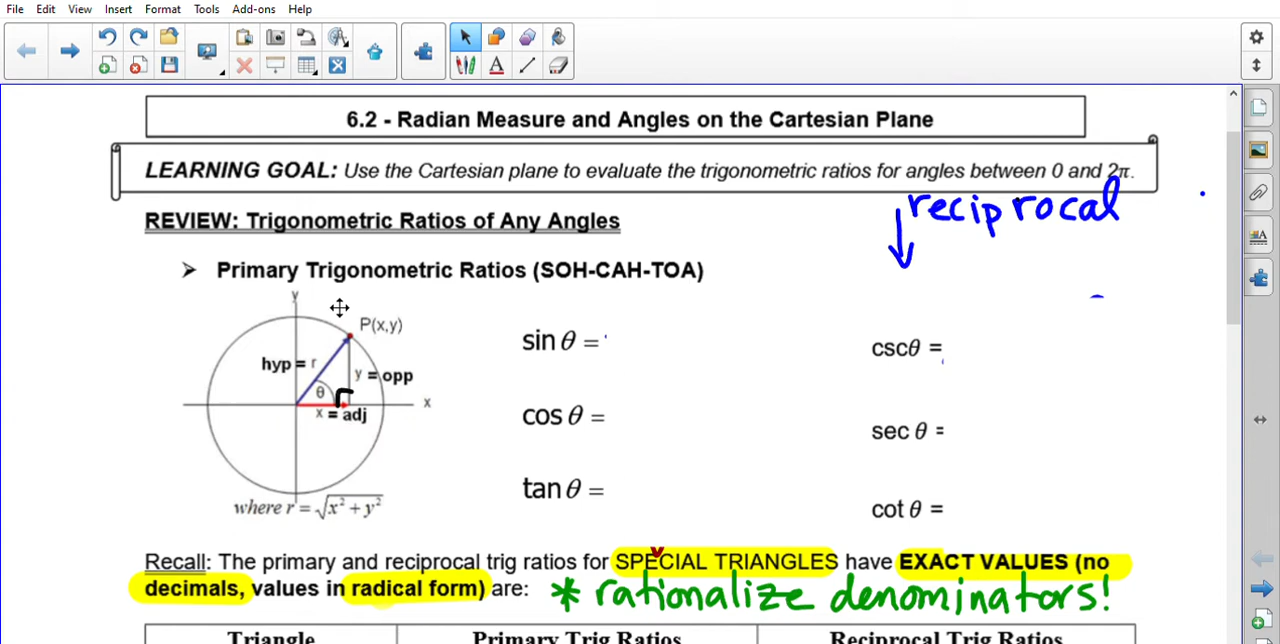 File Edit View Insert Format Tools Add-ons Help
6.2 - Radian Measure and Angles on the Cartesian Plane
LEARNING GOAL: Use the Cartesian plane to evaluate the trigonometric ratios for angles between 0 and 2π.
reciprocal
REVIEW: Trigonometric Ratios of Any Angles
➤ Primary Trigonometric Ratios (SOH-CAH-TOA)
y
P(x,y)
hyp = r
y = opp
θ
x
x = adj
where r = √x² + y²
sin θ =
cscθ =
cos θ =
sec θ =
tan θ =
cot θ =
Recall: The primary and reciprocal trig ratios for SPECIAL TRIANGLES have EXACT VALUES (no
decimals, values in radical form) are: * rationalize denominators!
Triangle Primary Trig Ratios Reciprocal Trig Ratios